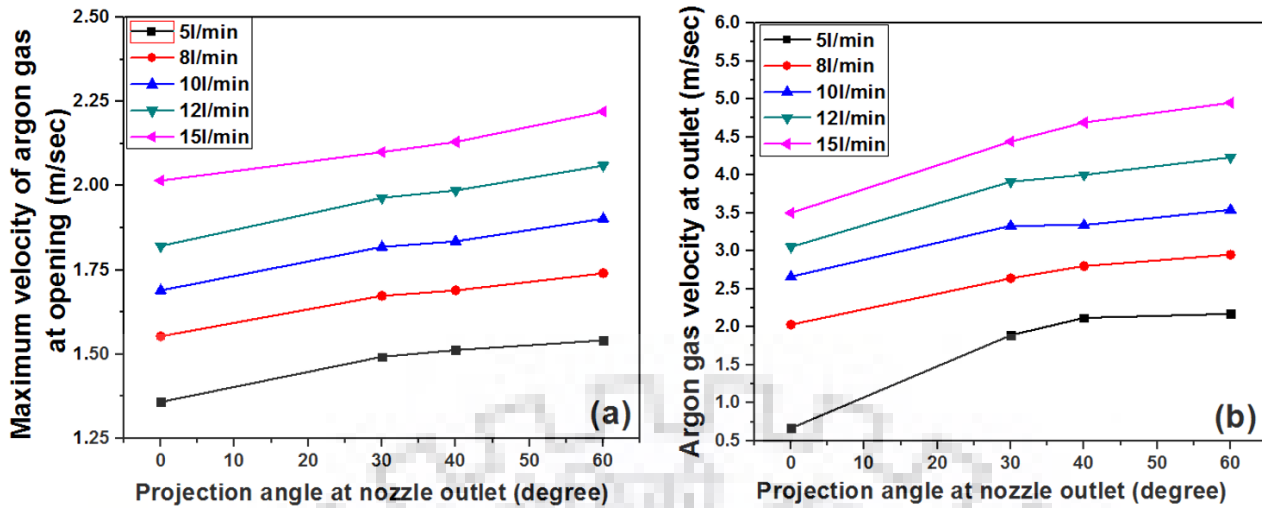 Maximum velocity of argon gas
at opening (m/sec)
2.50
2.25
2.00
1.75
1.50
1.25
5l/min
8l/min
10l/min
12l/min
15l/min
(a)
0 10 20 30 40 50 60
Projection angle at nozzle outlet (degree)
Argon gas velocity at outlet (m/sec)
6.0
5.5
5.0
4.5
4.0
3.5
3.0
2.5
2.0
1.5
1.0
0.5
5l/min
8l/min
10l/min
12l/min
15l/min
(b)
0 10 20 30 40 50 60
Projection angle at nozzle outlet (degree)